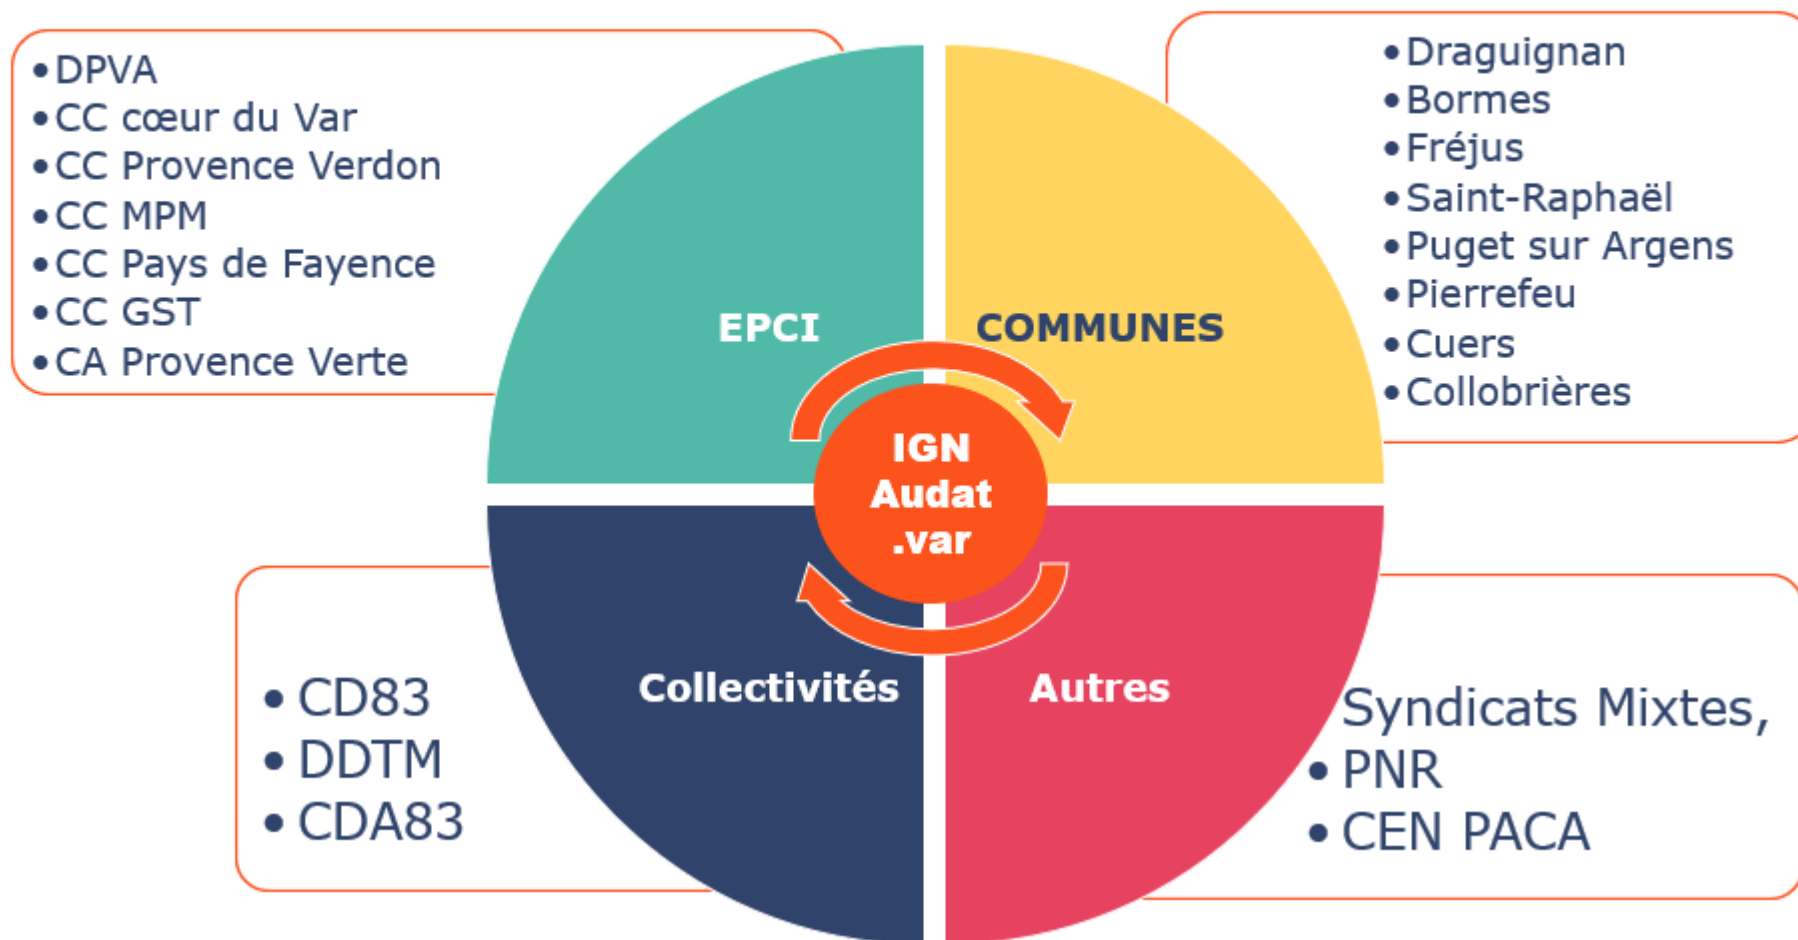 • DPVA
• CC cœur du Var
• CC Provence Verdon
• CC MPM
• CC Pays de Fayence
• CC GST
• CA Provence Verte
• Draguignan
• Bormes
• Fréjus
• Saint-Raphaël
• Puget sur Argens
• Pierrefeu
• Cuers
• Collobrières
EPCI
COMMUNES
IGN
Audat
.var
Collectivités
Autres
• CD83
• DDTM
• CDA83
Syndicats Mixtes,
• PNR
• CEN PACA